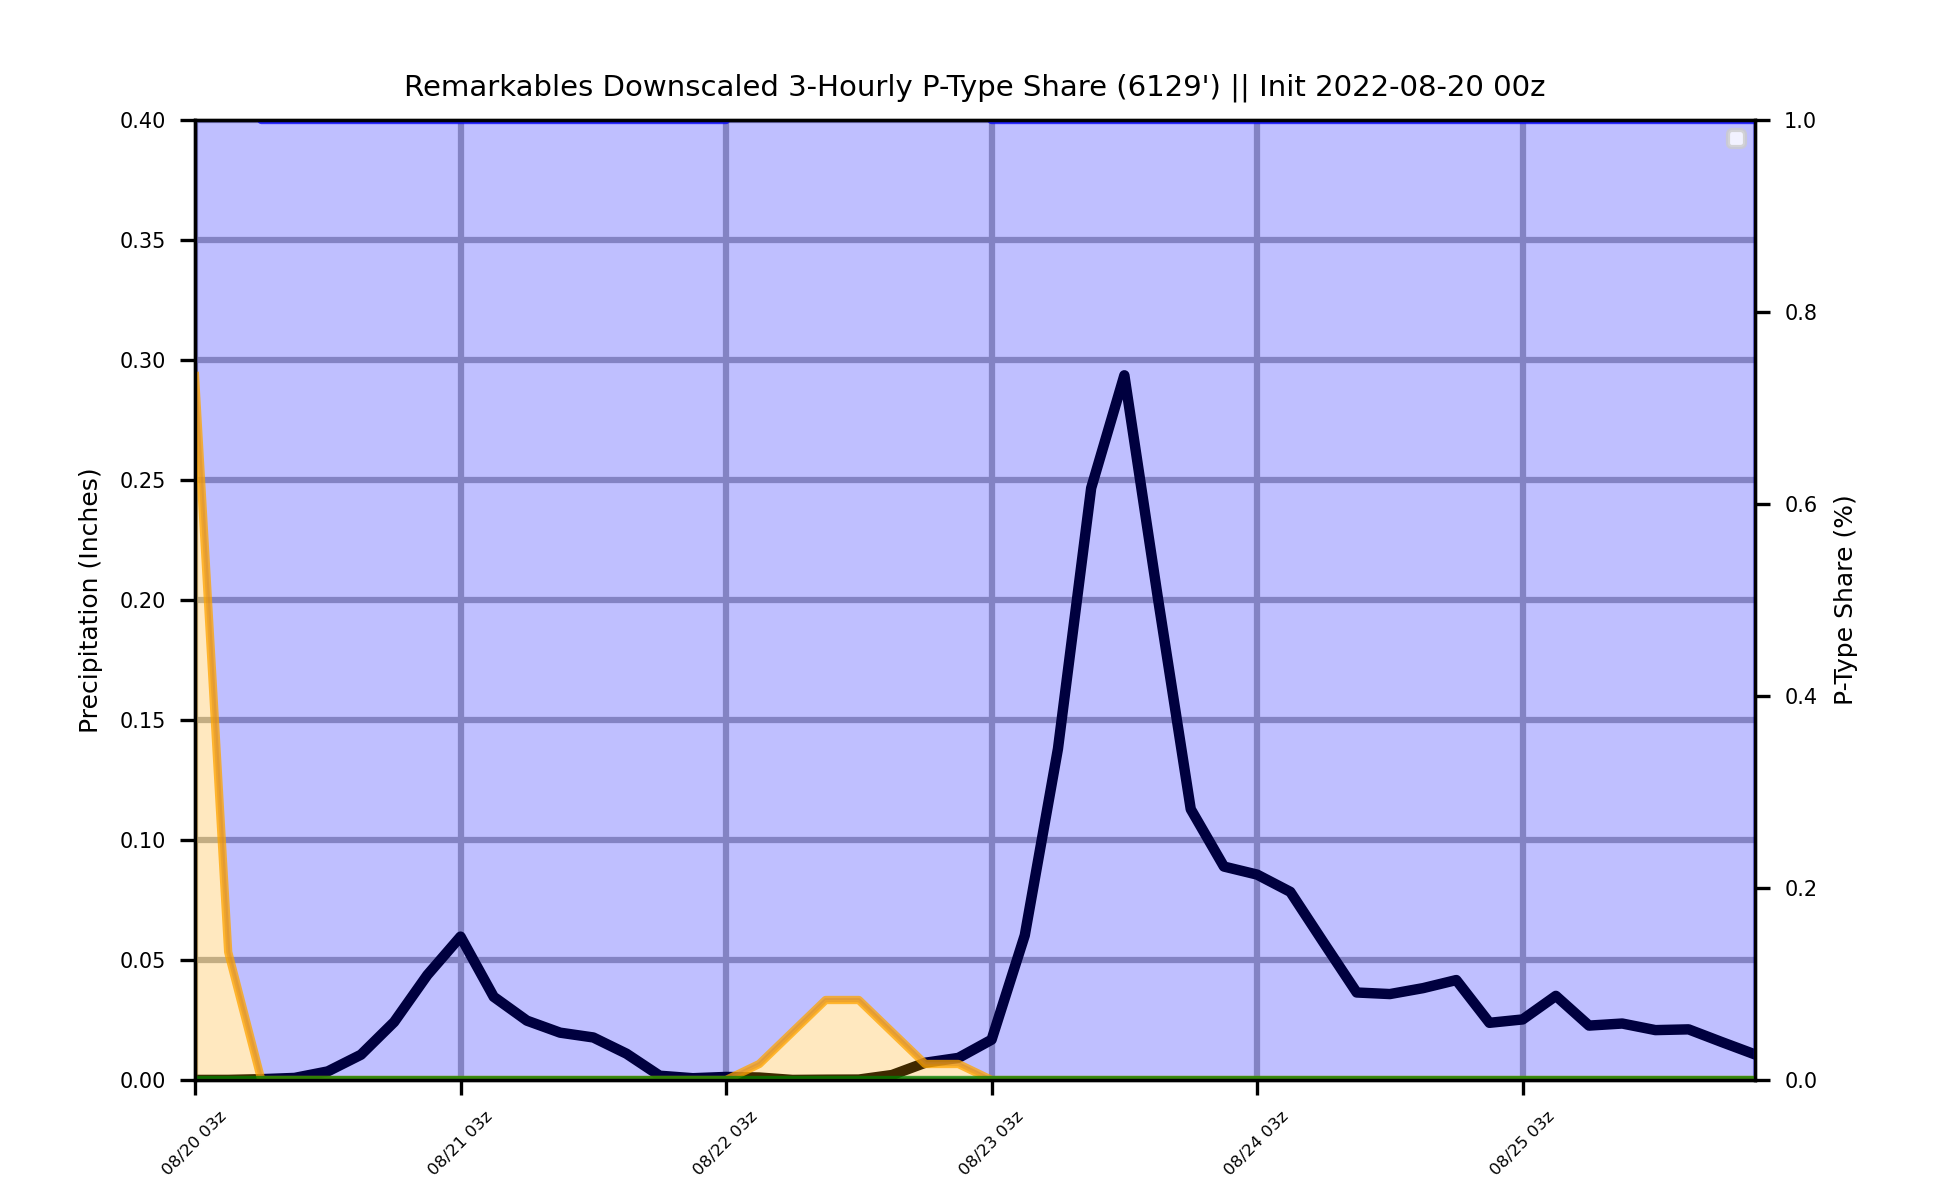 Remarkables Downscaled 3-Hourly P-Type Share (6129') || Init 2022-08-20 00z
Precipitation (Inches)
0.40
0.35
0.30
0.25
0.20
0.15
0.10
0.05
0.00
1.0
0.8
0.6
0.4
0.2
0.0
P-Type Share (%)
08/20 03z
08/21 03z
08/22 03z
08/23 03z
08/24 03z
08/25 03z